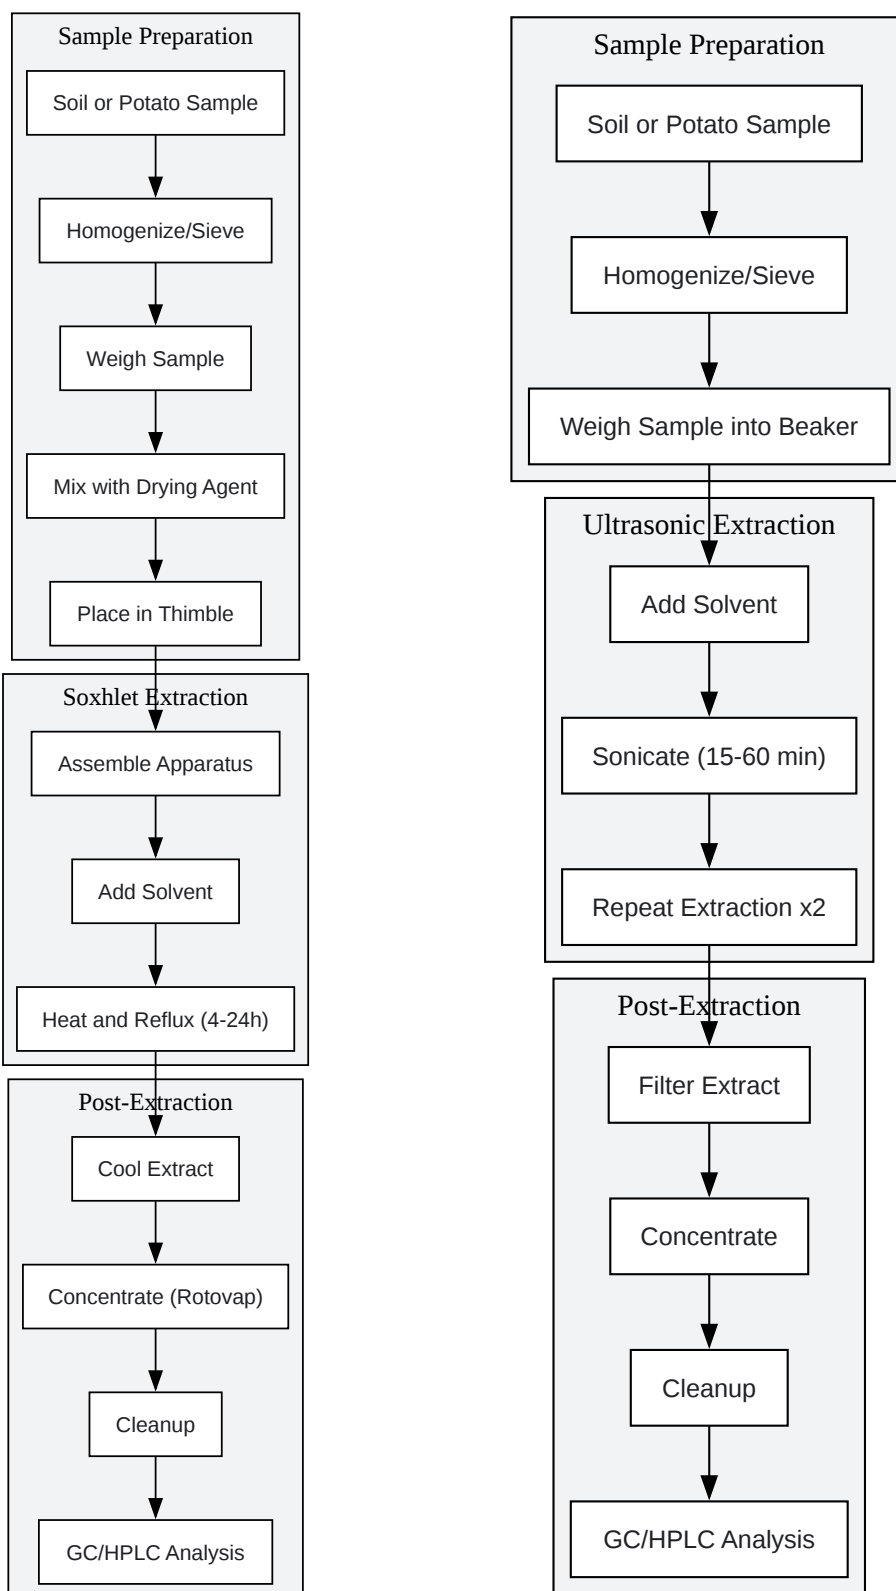 Sample Preparation
Soil or Potato Sample
Homogenize/Sieve
Weigh Sample
Mix with Drying Agent
Place in Thimble
Soxhlet Extraction
Assemble Apparatus
Add Solvent
Heat and Reflux (4-24h)
Post-Extraction
Cool Extract
Concentrate (Rotovap)
Cleanup
GC/HPLC Analysis
Sample Preparation
Soil or Potato Sample
Homogenize/Sieve
Weigh Sample into Beaker
Ultrasonic Extraction
Add Solvent
Sonicate (15-60 min)
Repeat Extraction x2
Post-Extraction
Filter Extract
Concentrate
Cleanup
GC/HPLC Analysis